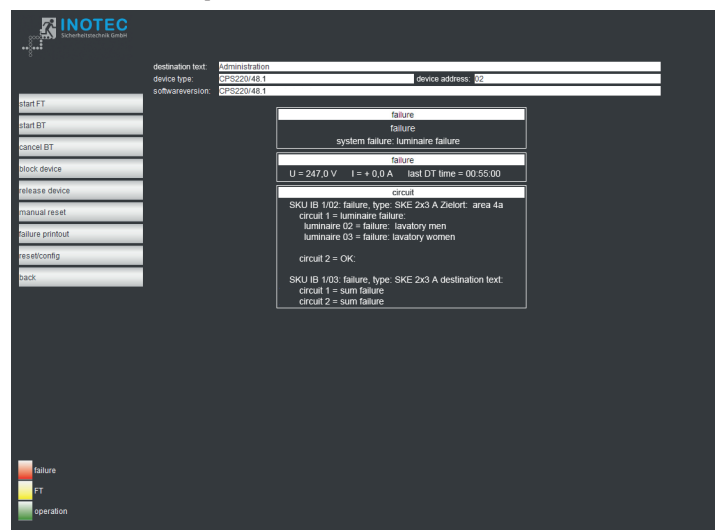 INOTEC
Sicherheitstechnik GmbH
destination text: Administration
device type: CPS220/48.1 device address: 02
softwareversion: CPS220/48.1
start FT
start BT
cancel BT
block device
release device
manual reset
failure printout
reset/config
back
failure
failure
system failure: luminaire failure
failure
U = 247,0 V I = + 0,0 A last DT time = 00:55:00
circuit
SKU IB 1/02: failure, type: SKE 2x3 A Zielort: area 4a
circuit 1 = luminaire failure:
luminaire 02 = failure: lavatory men
luminaire 03 = failure: lavatory women
circuit 2 = OK:
SKU IB 1/03: failure, type: SKE 2x3 A destination text:
circuit 1 = sum failure
circuit 2 = sum failure
failure
FT
operation